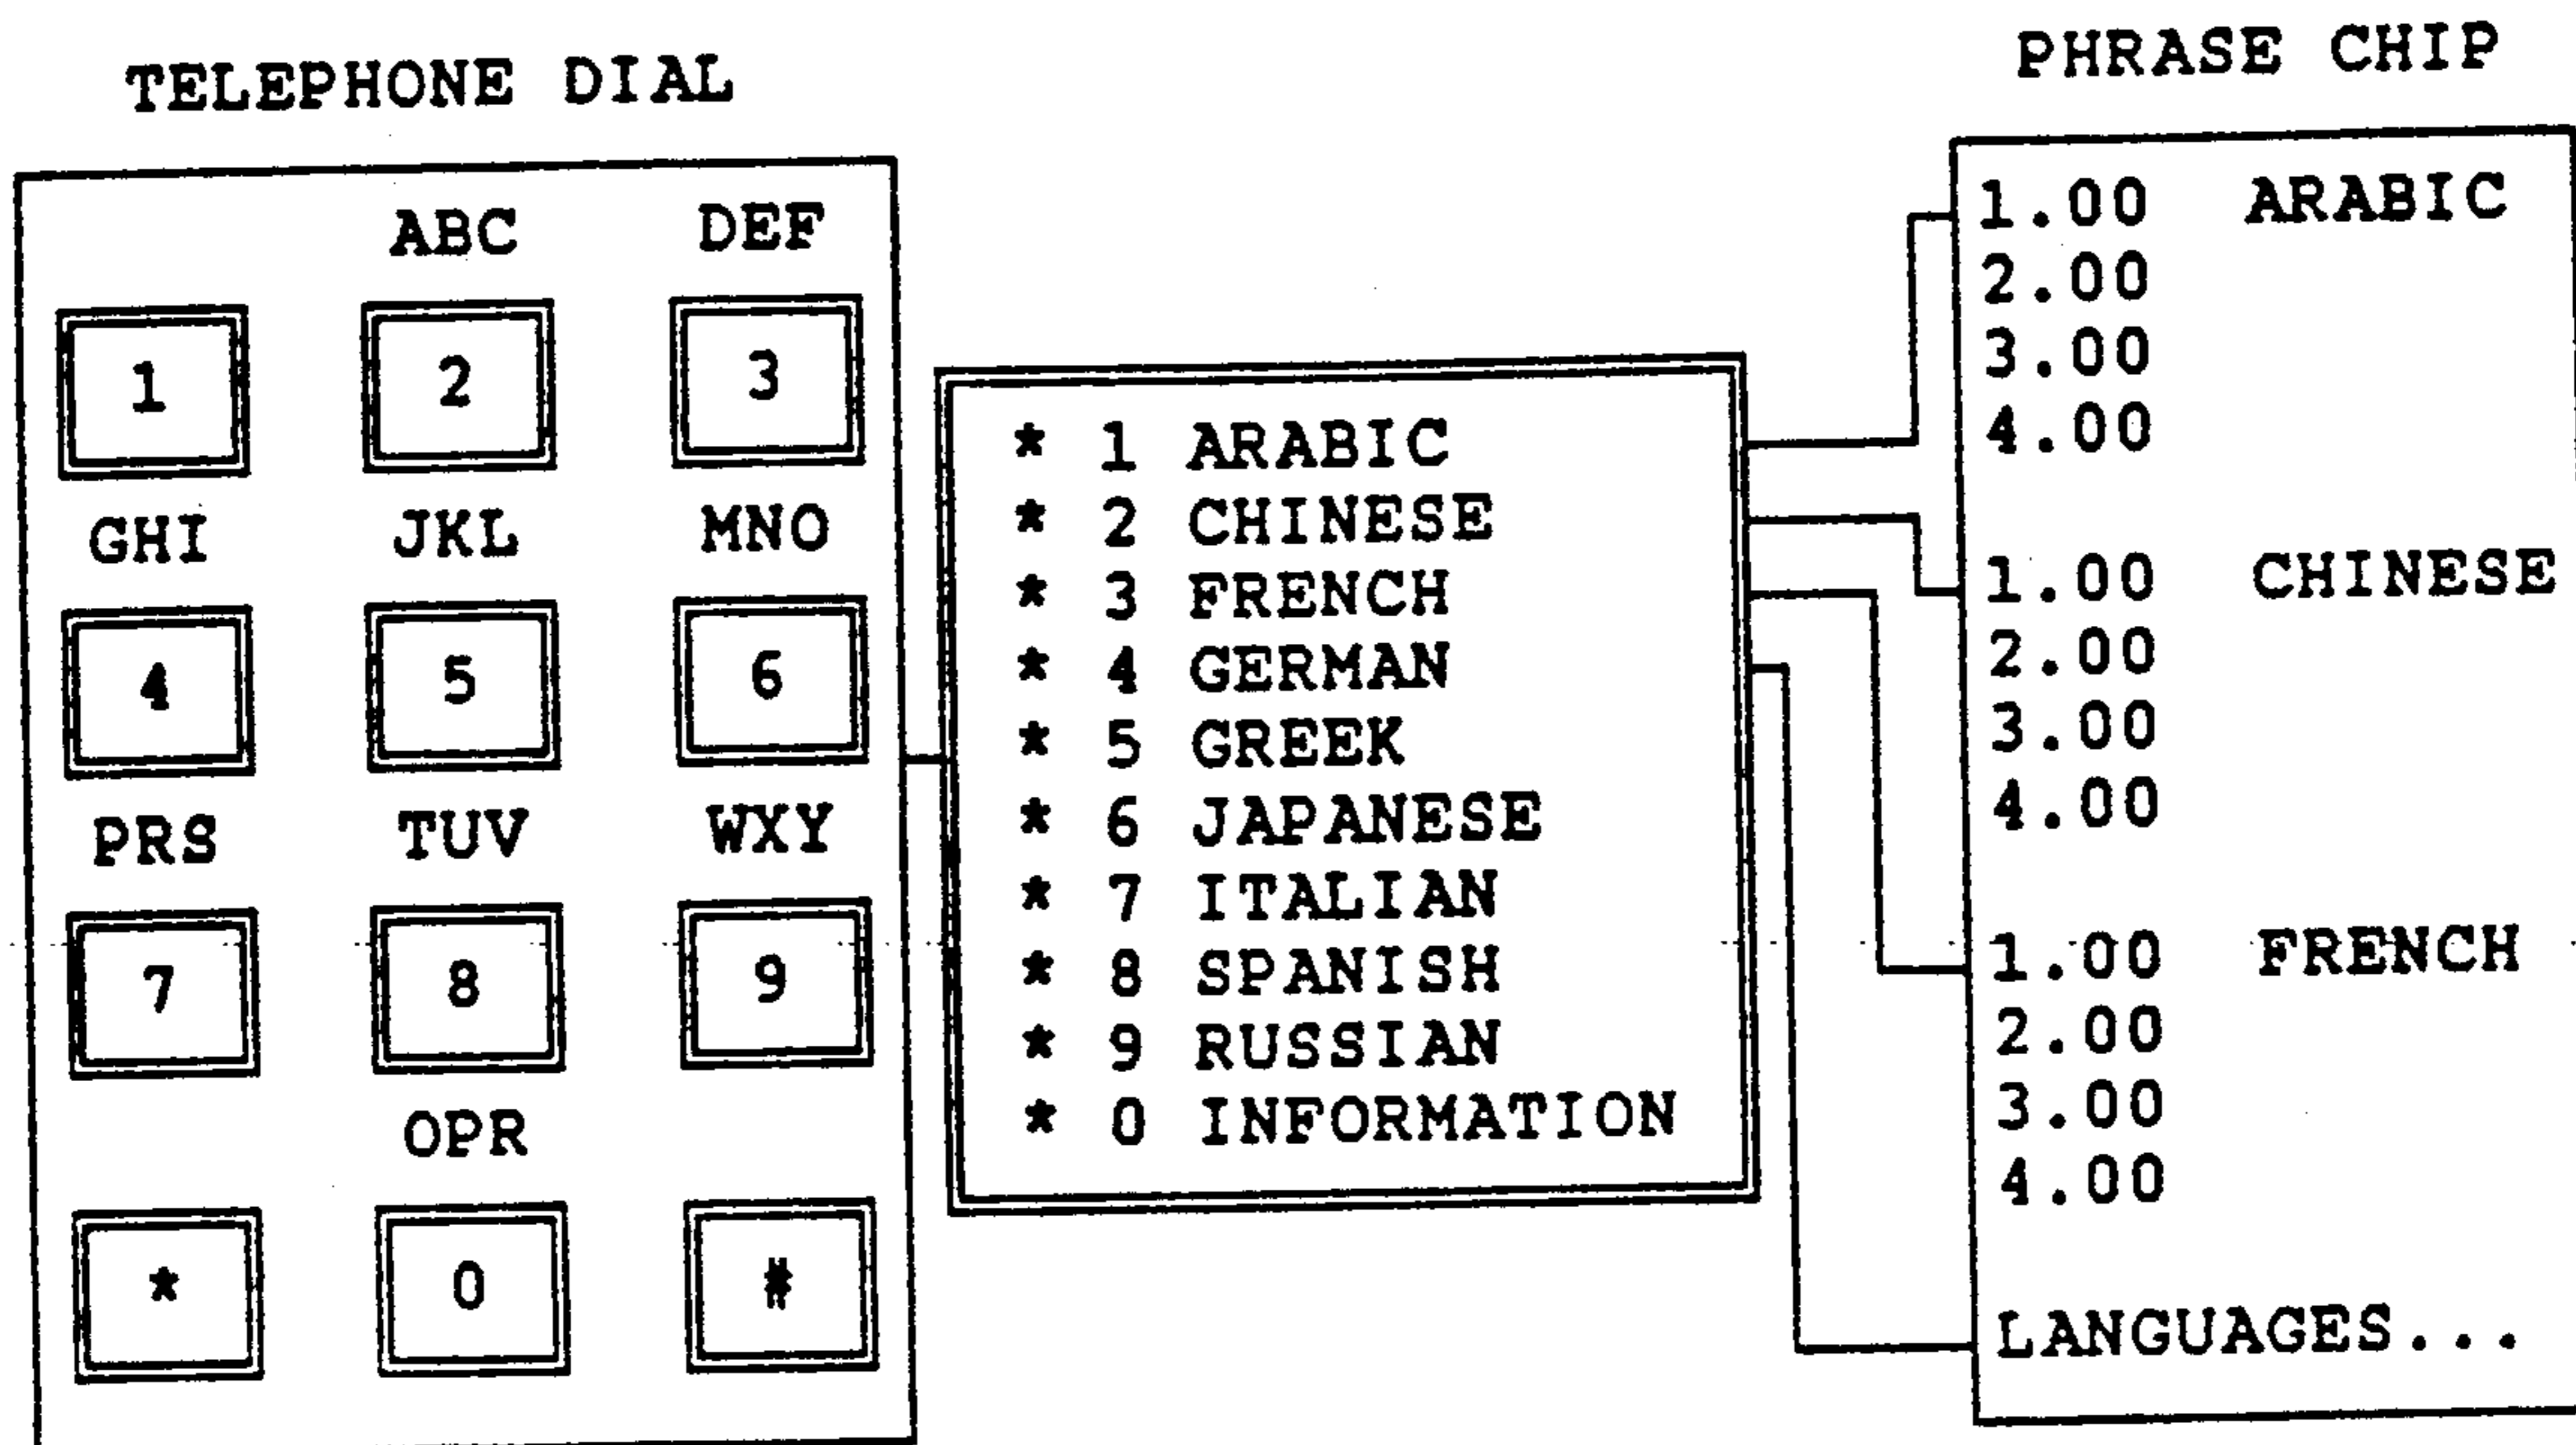 TELEPHONE DIAL
ABC DEF
1 2 3
GHI JKL MNO
4 5 6
PRS TUV WXY
7 8 9
OPR
* 0 #
* 1 ARABIC
* 2 CHINESE
* 3 FRENCH
* 4 GERMAN
* 5 GREEK
* 6 JAPANESE
* 7 ITALIAN
* 8 SPANISH
* 9 RUSSIAN
* 0 INFORMATION
PHRASE CHIP
1.00 ARABIC
2.00
3.00
4.00
1.00 CHINESE
2.00
3.00
4.00
1.00 FRENCH
2.00
3.00
4.00
LANGUAGES...